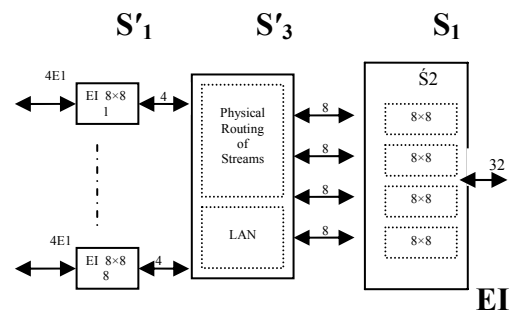 S′1 S′3 S1
4E1
EI 8×8
1
4
Physical
Routing
of
Streams
LAN
8
8
8
8
Ś2
8×8
8×8
8×8
8×8
32
4E1
EI 8×8
8
4
EI